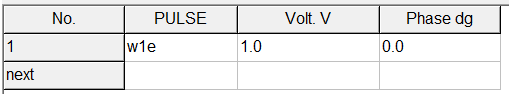 No. PULSE Volt. V Phase dg
1 w1e 1.0 0.0
next